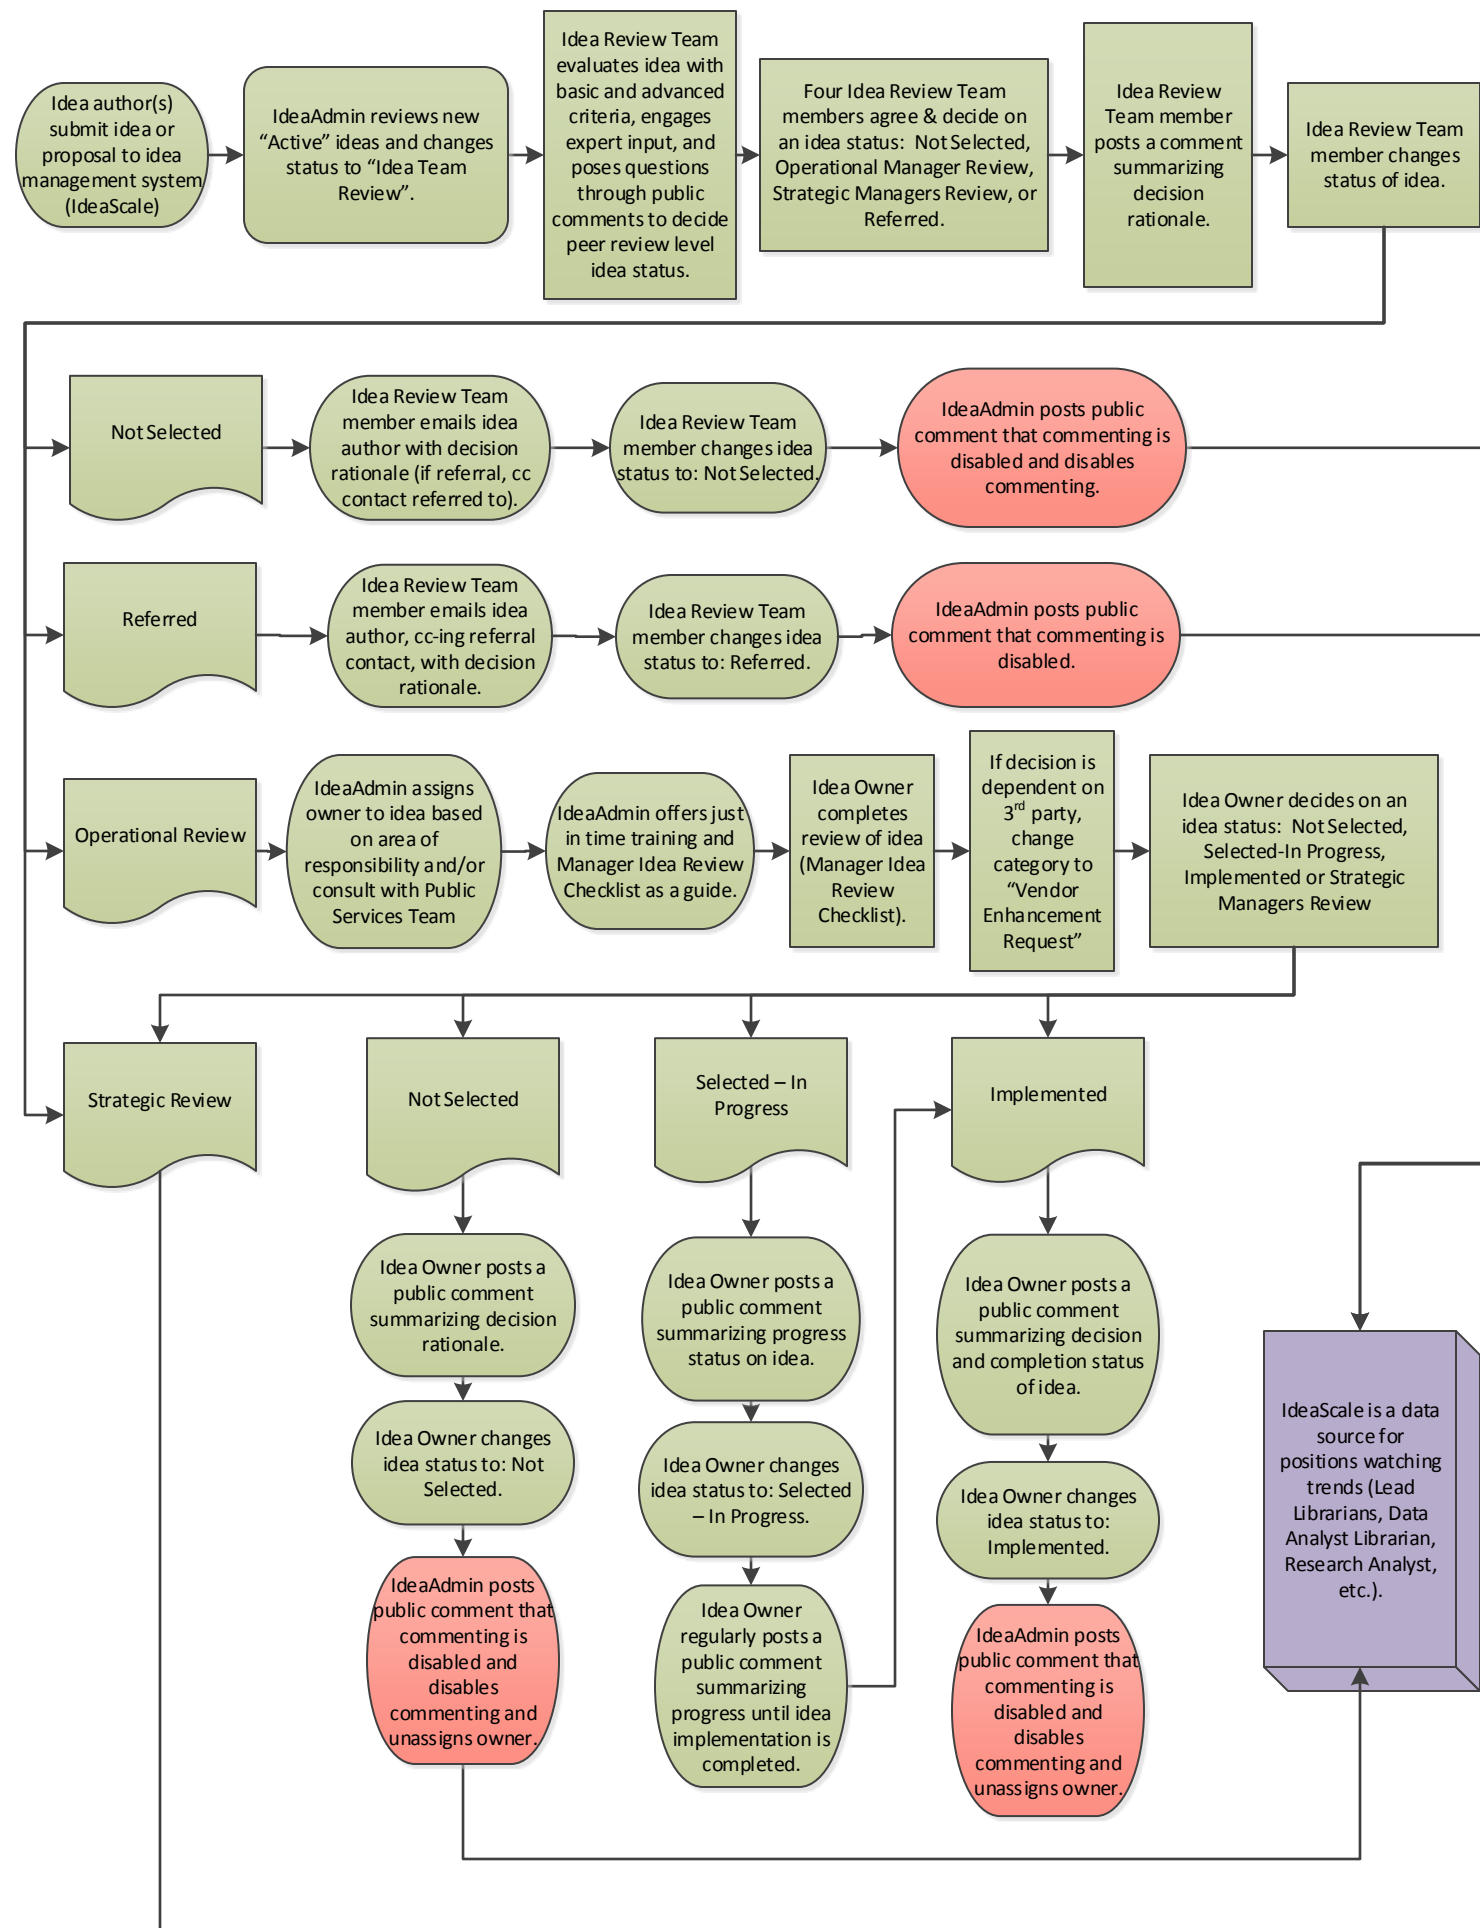 Idea author(s)
submit idea or
proposal to idea
management system
(IdeaScale)
IdeaAdmin reviews new
“Active” ideas and changes
status to “Idea Team
Review”.
Idea Review Team
evaluates idea with
basic and advanced
criteria, engages
expert input, and
poses questions
through public
comments to decide
peer review level
idea status.
Four Idea Review Team
members agree & decide on
an idea status:  Not Selected,
Operational Manager Review,
Strategic Managers Review, or
Referred.
Idea Review
Team member
posts a comment
summarizing
decision
rationale.
Idea Review Team
member changes
status of idea.
Not Selected
Idea Review Team
member emails idea
author with decision
rationale (if referral, cc
contact referred to).
Idea Review Team
member changes idea
status to: Not Selected.
IdeaAdmin posts public
comment that commenting is
disabled and disables
commenting.
Referred
Idea Review Team
member emails idea
author, cc-ing referral
contact, with decision
rationale.
Idea Review Team
member changes idea
status to: Referred.
IdeaAdmin posts public
comment that commenting is
disabled.
Operational Review
IdeaAdmin assigns
owner to idea based
on area of
responsibility and/or
consult with Public
Services Team
IdeaAdmin offers just
in time training and
Manager Idea Review
Checklist as a guide.
Idea Owner
completes
review of idea
(Manager Idea
Review
Checklist).
If decision is
dependent on
3rd party,
change
category to
“Vendor
Enhancement
Request”
Idea Owner decides on an
idea status:  Not Selected,
Selected-In Progress,
Implemented or Strategic
Managers Review
Strategic Review
Not Selected
Selected – In
Progress
Implemented
Idea Owner posts a
public comment
summarizing decision
rationale.
Idea Owner changes
idea status to: Not
Selected.
IdeaAdmin posts
public comment that
commenting is
disabled and
disables
commenting and
unassigns owner.
Idea Owner posts a
public comment
summarizing progress
status on idea.
Idea Owner changes
idea status to: Selected
– In Progress.
Idea Owner
regularly posts a
public comment
summarizing
progress until idea
implementation is
completed.
Idea Owner posts a
public comment
summarizing decision
and completion status
of idea.
Idea Owner changes
idea status to:
Implemented.
IdeaAdmin posts
public comment that
commenting is
disabled and
disables
commenting and
unassigns owner.
IdeaScale is a data
source for
positions watching
trends (Lead
Librarians, Data
Analyst Librarian,
Research Analyst,
etc.).